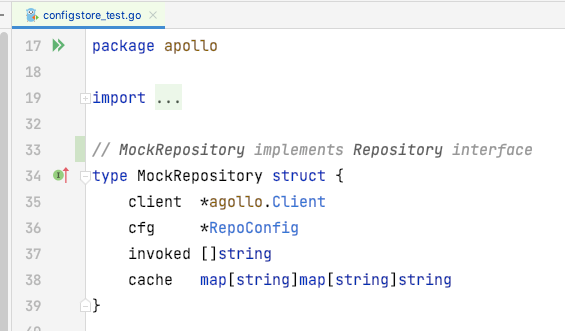 configstore_test.go
17 package apollo
18
19 import ...
32
33 // MockRepository implements Repository interface
34 type MockRepository struct {
35 client *agollo.Client
36 cfg *RepoConfig
37 invoked []string
38 cache map[string]map[string]string
39 }